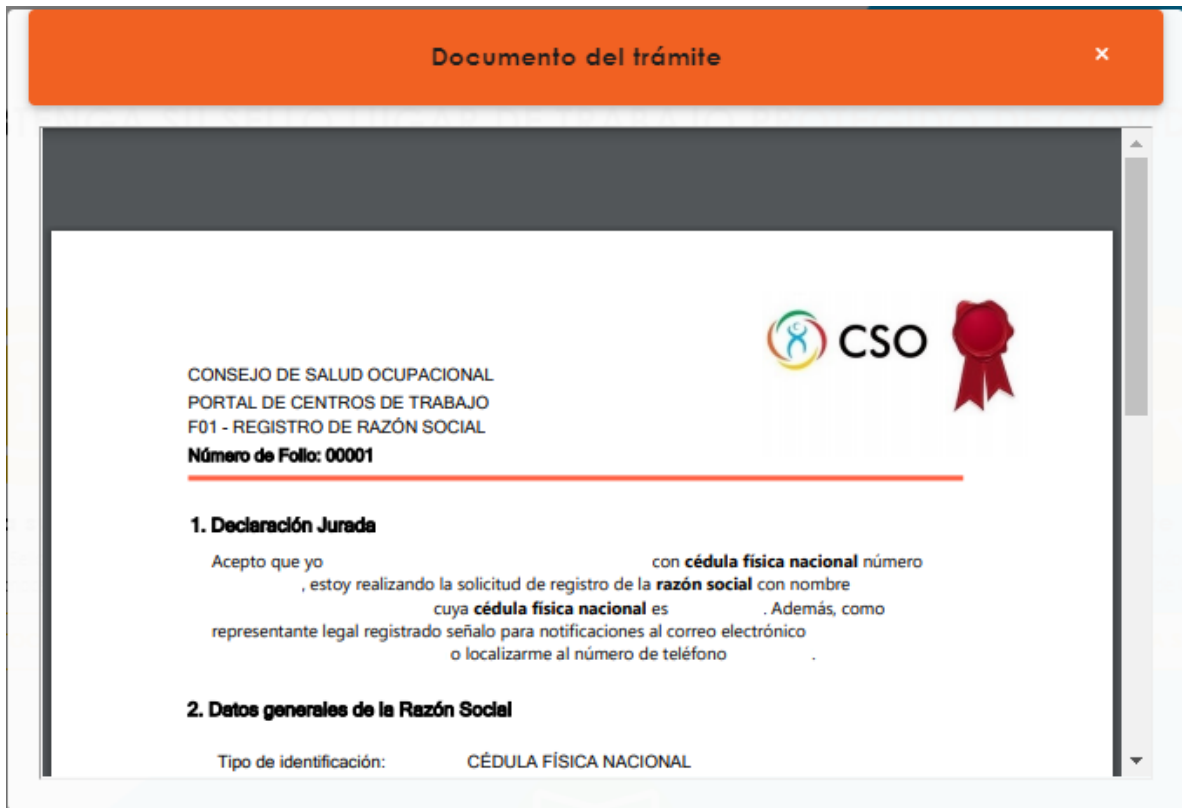 Documento del trámite ×
CSO
CONSEJO DE SALUD OCUPACIONAL
PORTAL DE CENTROS DE TRABAJO
F01 - REGISTRO DE RAZÓN SOCIAL
Número de Folio: 00001
1. Declaración Jurada
Acepto que yo con cédula física nacional número
, estoy realizando la solicitud de registro de la razón social con nombre
cuya cédula física nacional es . Además, como
representante legal registrado señalo para notificaciones al correo electrónico
o localizarme al número de teléfono .
2. Datos generales de la Razón Social
Tipo de identificación: CÉDULA FÍSICA NACIONAL